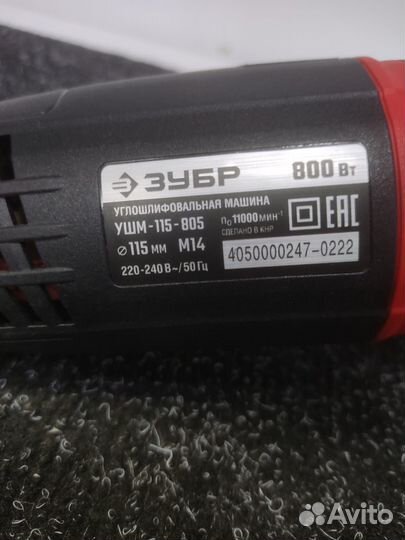 ЗУБР 800 Вт
УГЛОШЛИФОВАЛЬНАЯ МАШИНА
УШМ-115-805 n₀ 11000 мин⁻¹
СДЕЛАНО В КНР
⌀ 115 мм М14
220-240 В~/50 Гц
4050000247-0222
EAC
Avito